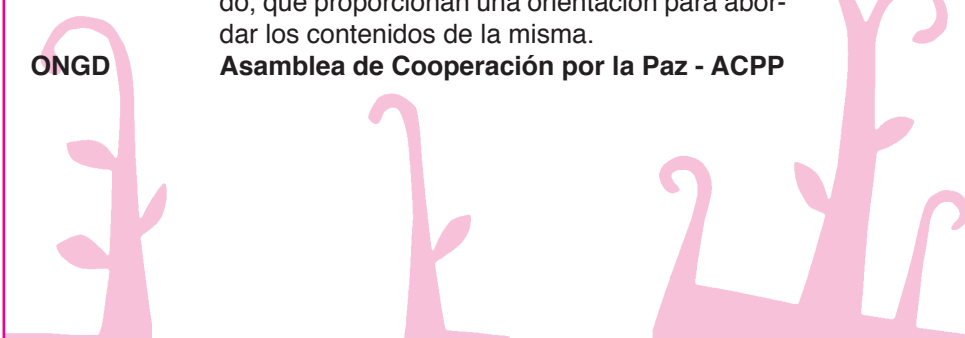 do, que proporcionan una orientación para abor-
dar los contenidos de la misma.
ONGD Asamblea de Cooperación por la Paz - ACPP